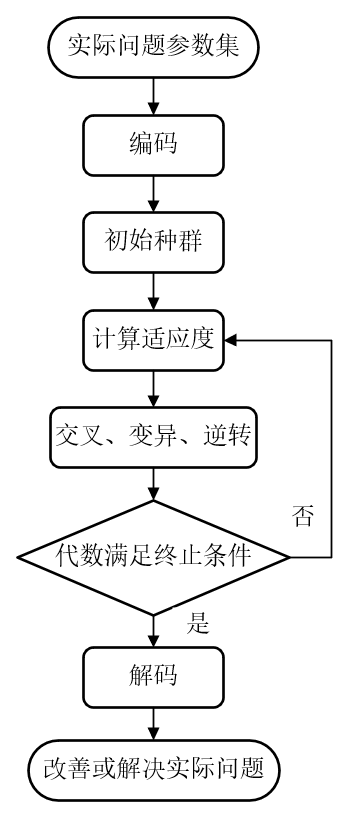 实际问题参数集
编码
初始种群
计算适应度
交叉、变异、逆转
否
代数满足终止条件
是
解码
改善或解决实际问题